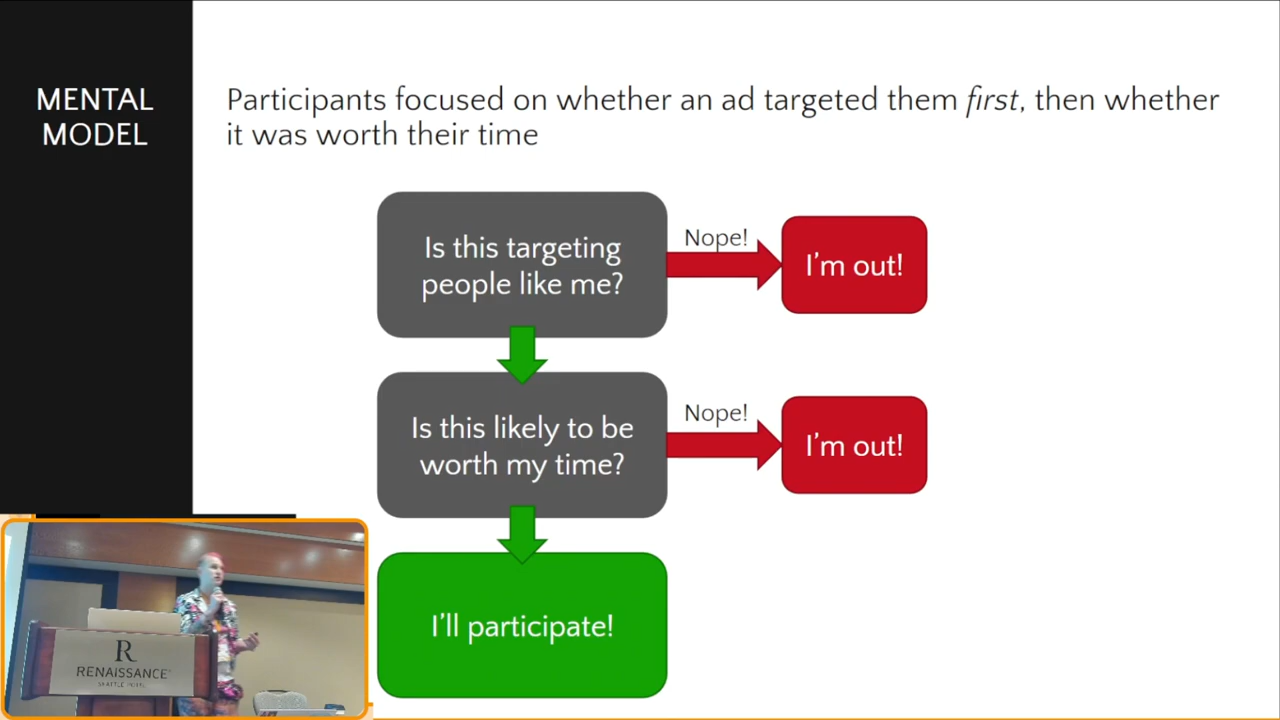 MENTAL
MODEL
Participants focused on whether an ad targeted them first, then whether
it was worth their time
Is this targeting
people like me?
Nope!
I'm out!
Is this likely to be
worth my time?
Nope!
I'm out!
I'll participate!
R
RENAISSANCE
SEATTLE HOTEL